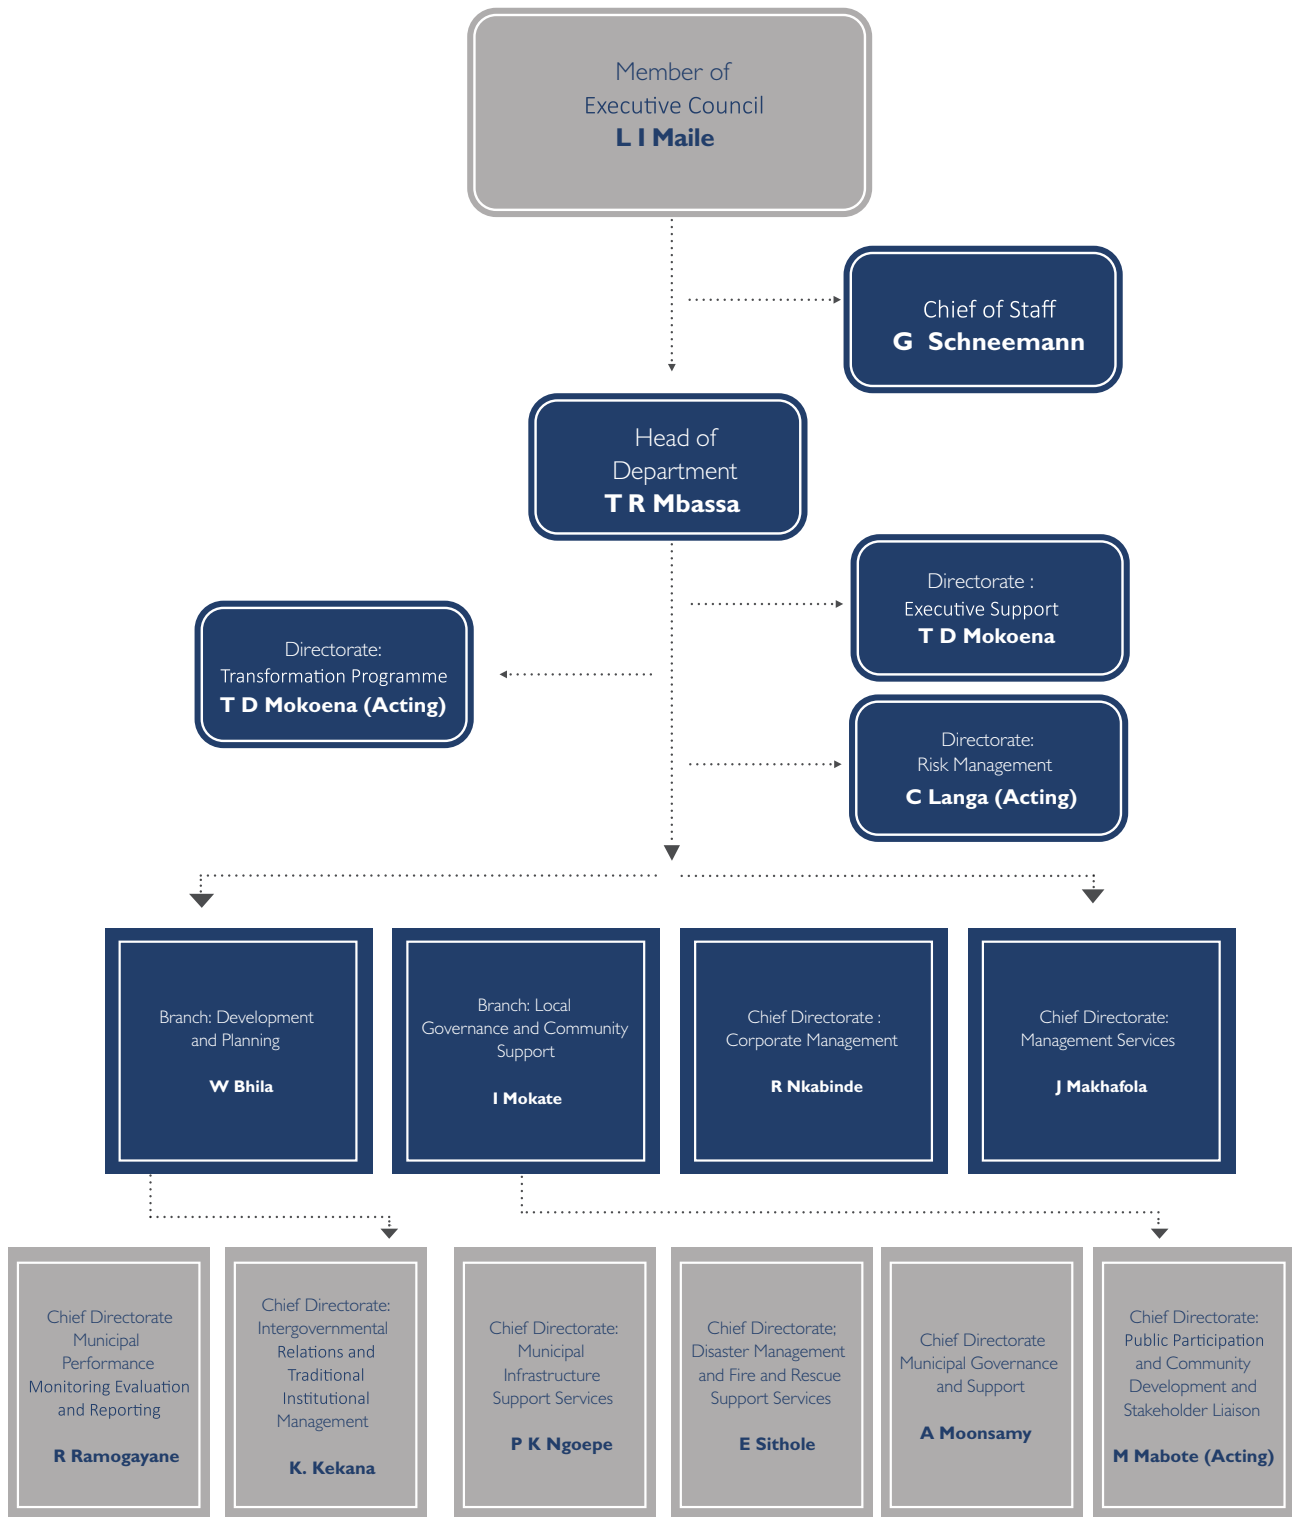 Member of
Executive Council
L I Maile
Chief of Staff
G Schneemann
Head of
Department
T R Mbassa
Directorate :
Executive Support
T D Mokoena
Directorate:
Transformation Programme
T D Mokoena (Acting)
Directorate:
Risk Management
C Langa (Acting)
Branch: Development
and Planning
W Bhila
Branch: Local
Governance and Community
Support
I Mokate
Chief Directorate :
Corporate Management
R Nkabinde
Chief Directorate:
Management Services
J Makhafola
Chief Directorate
Municipal
Performance
Monitoring Evaluation
and Reporting
R Ramogayane
Chief Directorate:
Intergovernmental
Relations and
Traditional
Institutional
Management
K. Kekana
Chief Directorate:
Municipal
Infrastructure
Support Services
P K Ngoepe
Chief Directorate;
Disaster Management
and Fire and Rescue
Support Services
E Sithole
Chief Directorate
Municipal Governance
and Support
A Moonsamy
Chief Directorate:
Public Participation
and Community
Development and
Stakeholder Liaison
M Mabote (Acting)